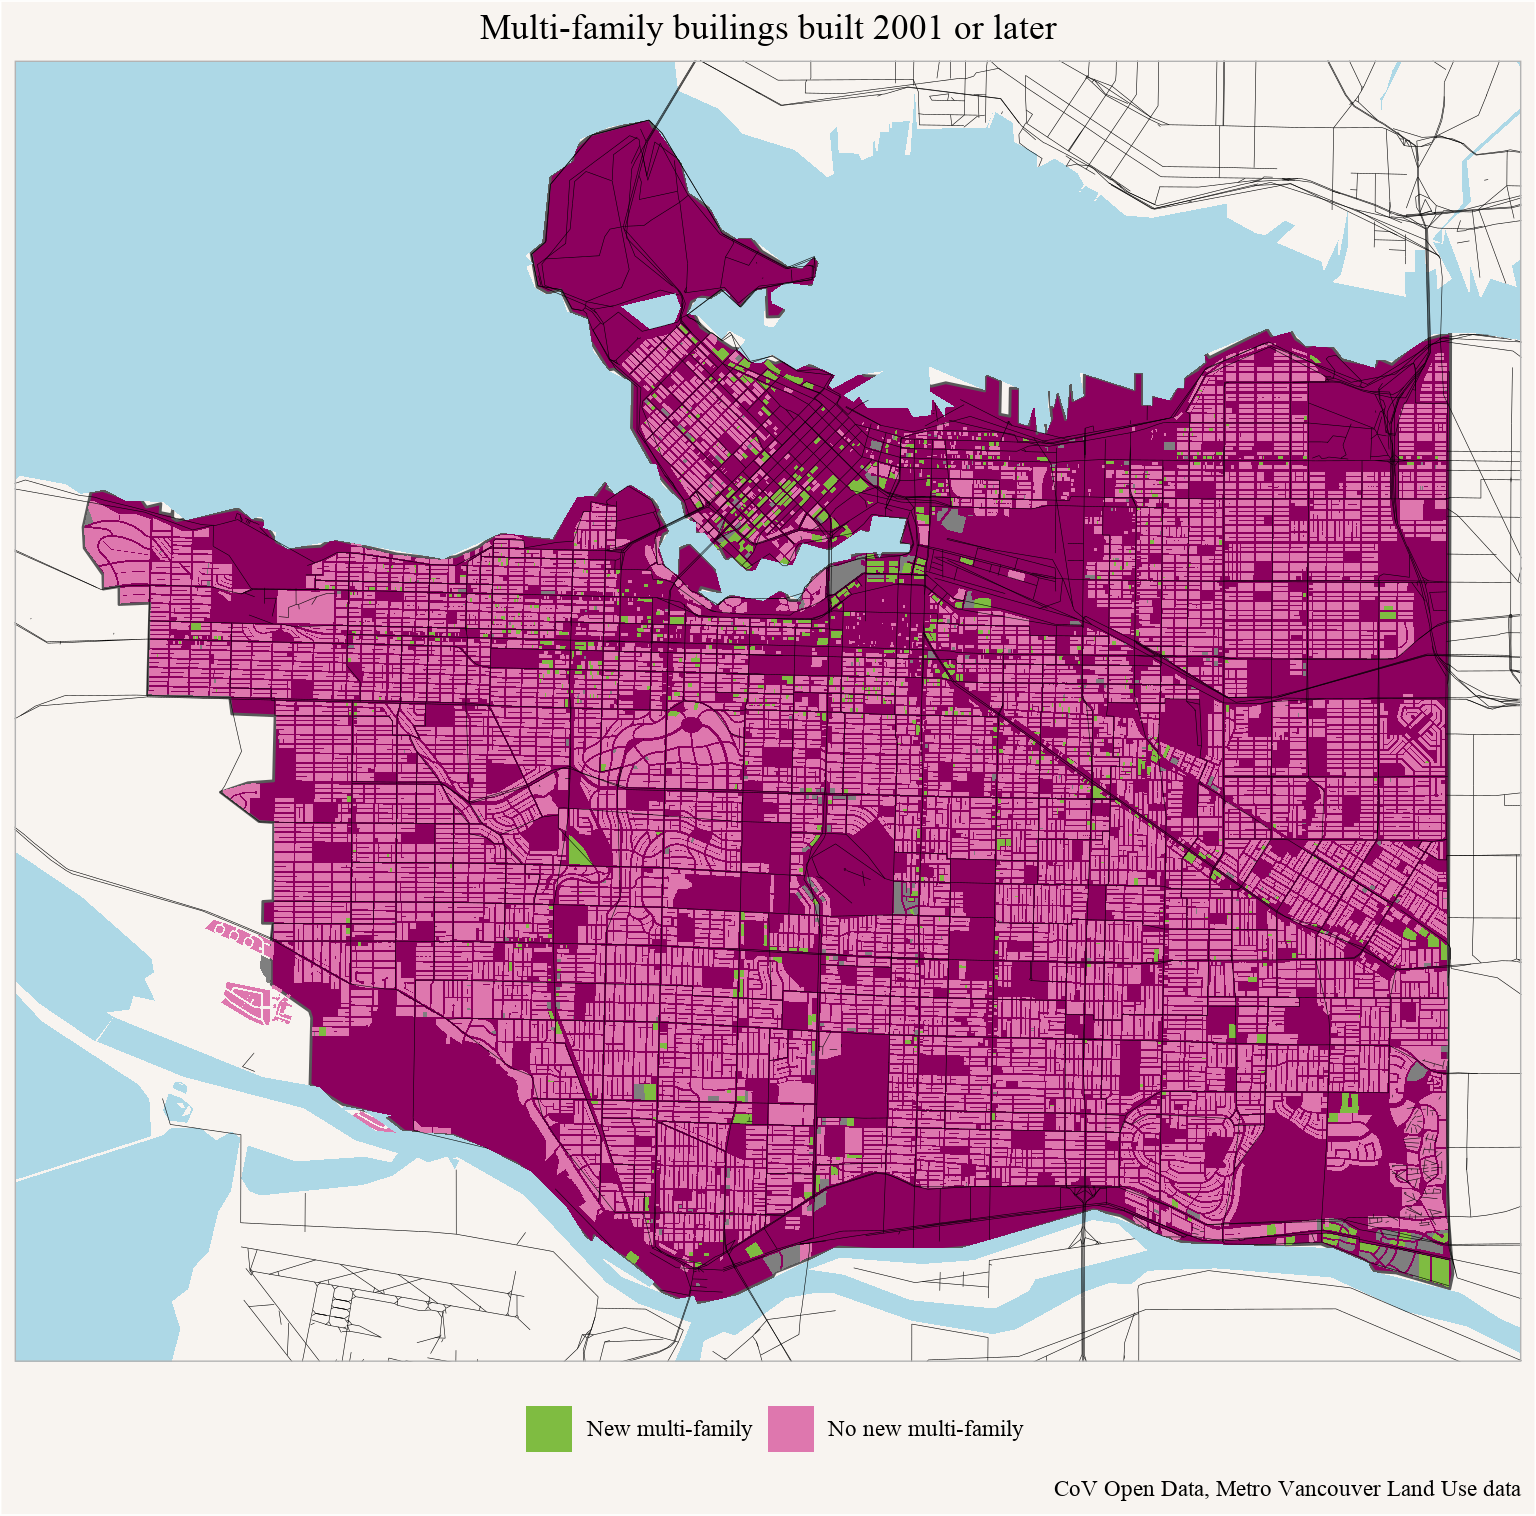 Multi-family builings built 2001 or later
New multi-family
No new multi-family
CoV Open Data, Metro Vancouver Land Use data